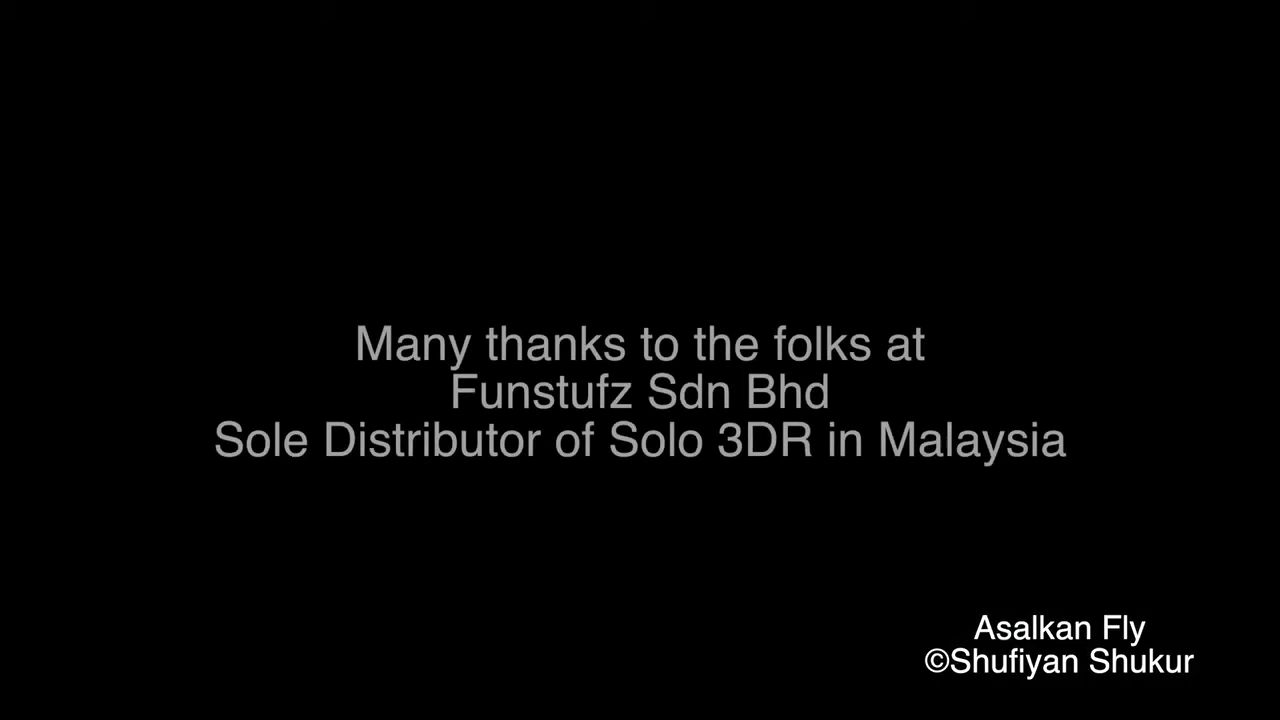 Many thanks to the folks at
Funstufz Sdn Bhd
Sole Distributor of Solo 3DR in Malaysia
Asalkan Fly
©Shufiyan Shukur